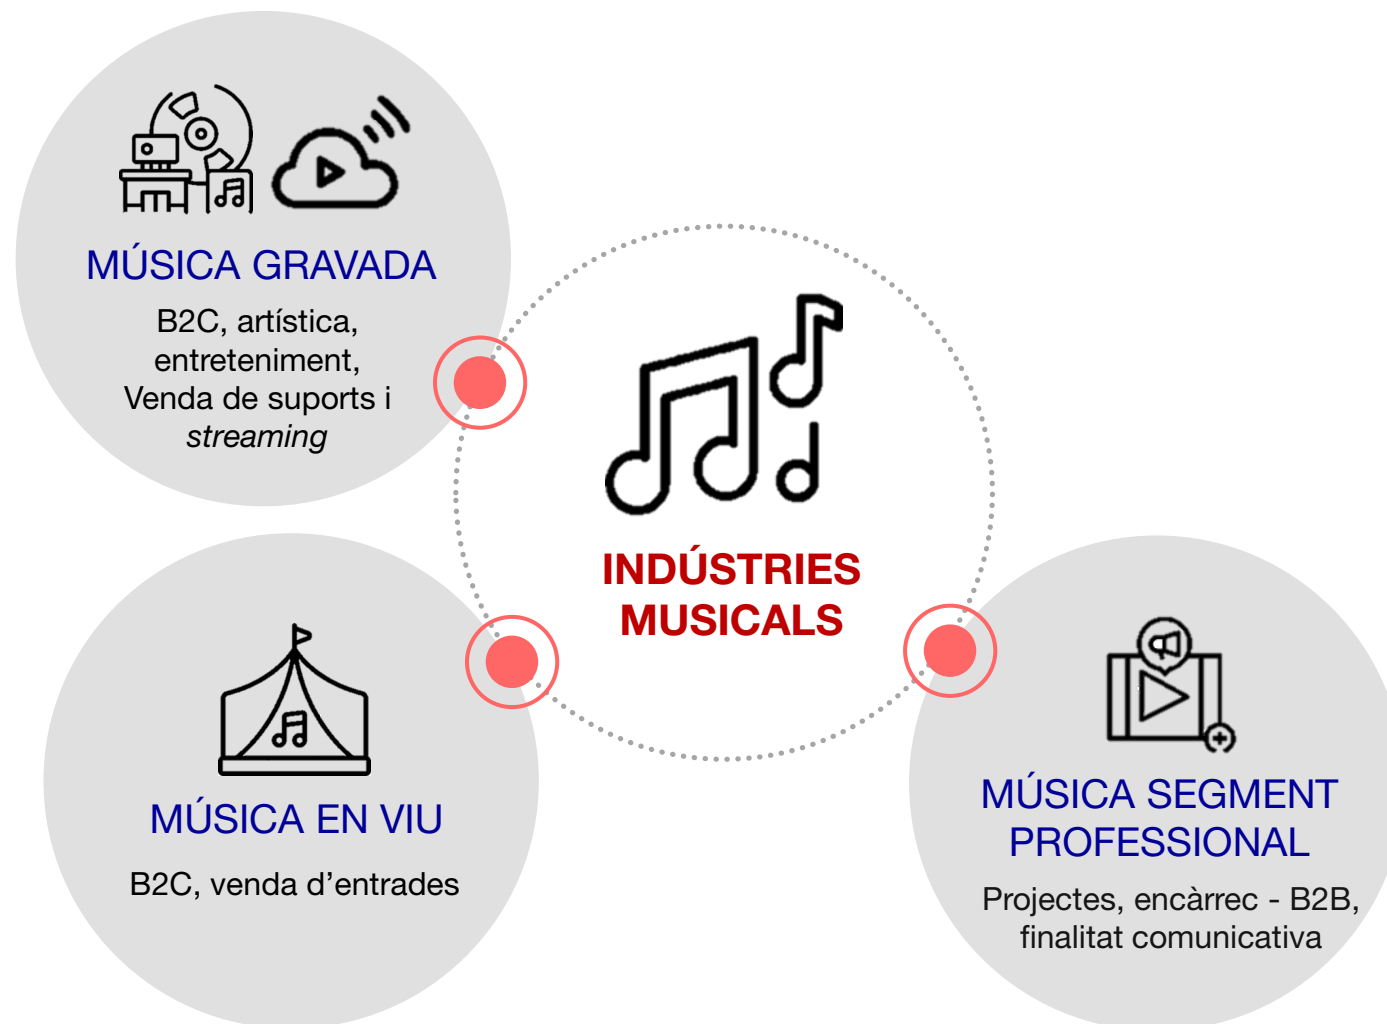 MÚSICA GRAVADA
B2C, artística,
entreteniment,
Venda de suports i
streaming
INDÚSTRIES
MUSICALS
MÚSICA EN VIU
B2C, venda d’entrades
MÚSICA SEGMENT
PROFESSIONAL
Projectes, encàrrec - B2B,
finalitat comunicativa